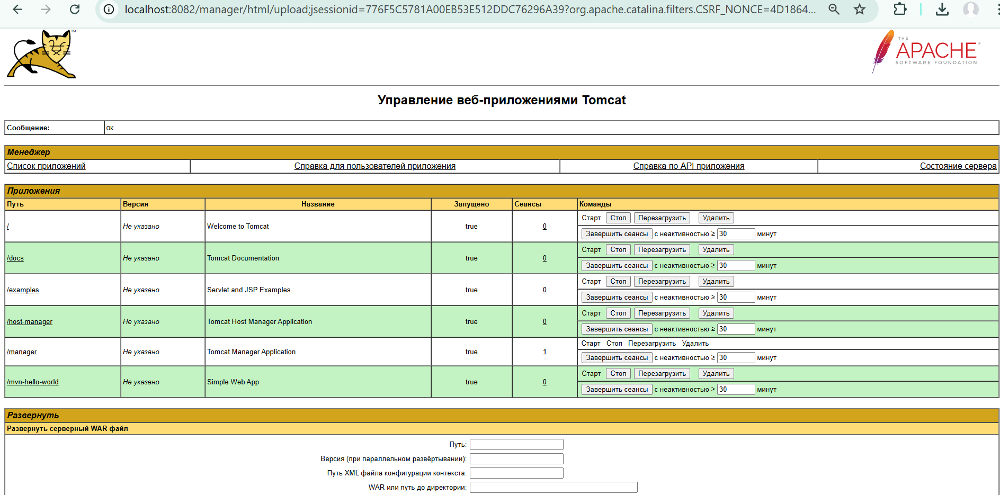 localhost:8082/manager/html/upload;jsessionid=776F5C5781A00EB53E512DDC76296A39?org.apache.catalina.filters.CSRF_NONCE=4D1864...
TM
THE
APACHE®
SOFTWARE FOUNDATION
Управление веб-приложениями Tomcat
Сообщение: OK
Менеджер
Список приложений Справка для пользователей приложения Справка по API приложения Состояние сервера
Приложения
Путь Версия Название Запущено Сеансы Команды
/ Не указано Welcome to Tomcat true 0 Старт Стоп Перезагрузить Удалить
Завершить сеансы с неактивностью ≥ 30 минут
/docs Не указано Tomcat Documentation true 0 Старт Стоп Перезагрузить Удалить
Завершить сеансы с неактивностью ≥ 30 минут
/examples Не указано Servlet and JSP Examples true 0 Старт Стоп Перезагрузить Удалить
Завершить сеансы с неактивностью ≥ 30 минут
/host-manager Не указано Tomcat Host Manager Application true 0 Старт Стоп Перезагрузить Удалить
Завершить сеансы с неактивностью ≥ 30 минут
/manager Не указано Tomcat Manager Application true 1 Старт Стоп Перезагрузить Удалить
Завершить сеансы с неактивностью ≥ 30 минут
/mvn-hello-world Не указано Simple Web App true 0 Старт Стоп Перезагрузить Удалить
Завершить сеансы с неактивностью ≥ 30 минут
Развернуть
Развернуть серверный WAR файл
Путь:
Версия (при параллельном развёртывании):
Путь XML файла конфигурации контекста:
WAR или путь до директории: